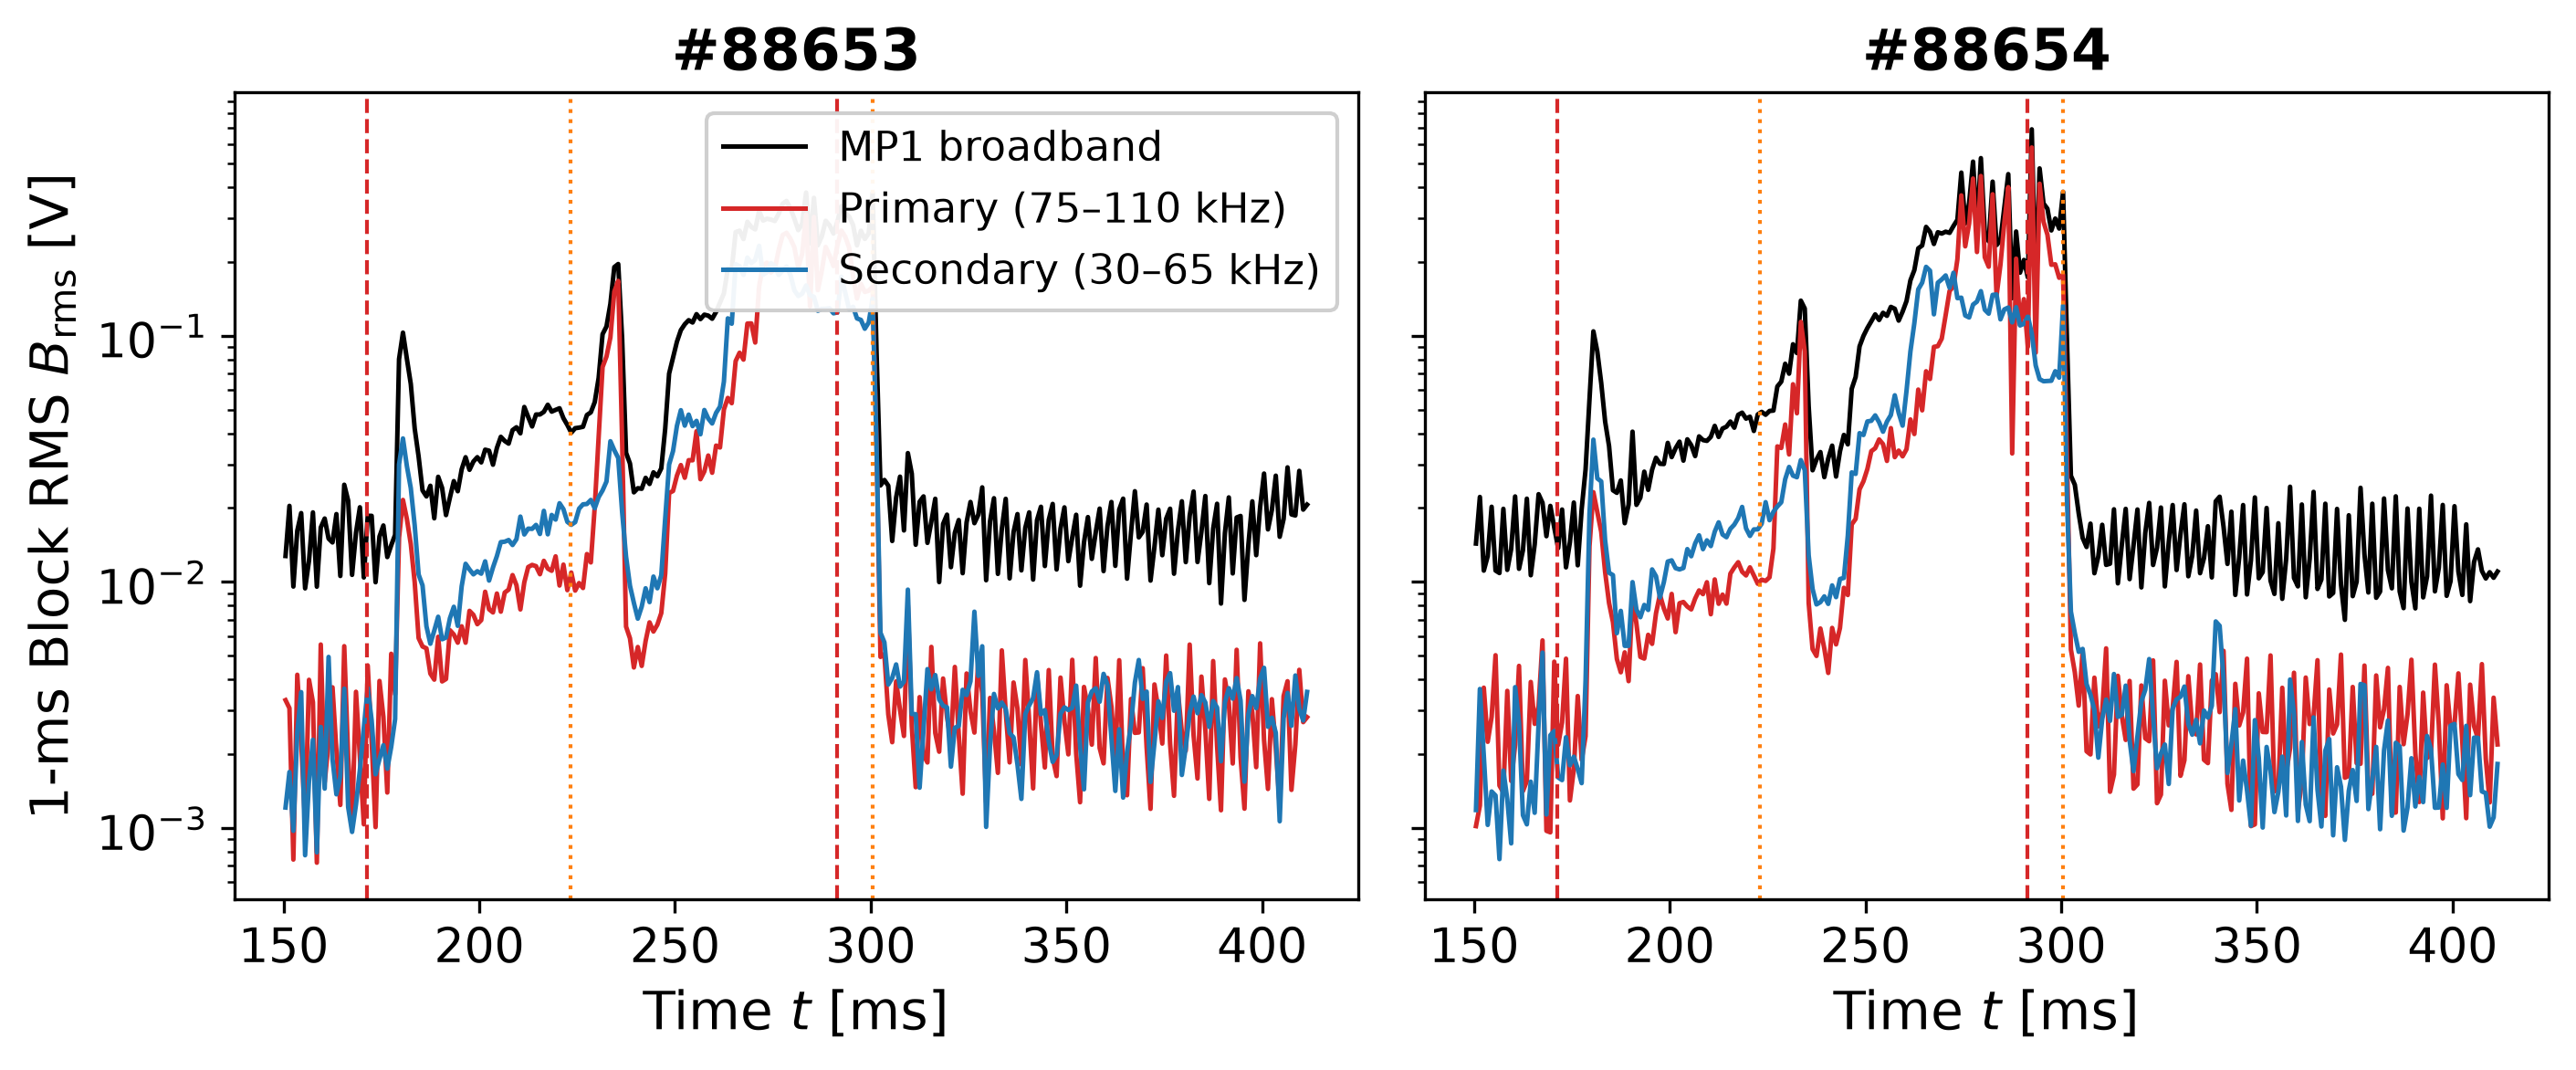 #88653
#88654
MP1 broadband
Primary (75–110 kHz)
Secondary (30–65 kHz)
1-ms Block RMS B_rms [V]
10⁻¹
10⁻²
10⁻³
150 200 250 300 350 400
150 200 250 300 350 400
Time t [ms]
Time t [ms]